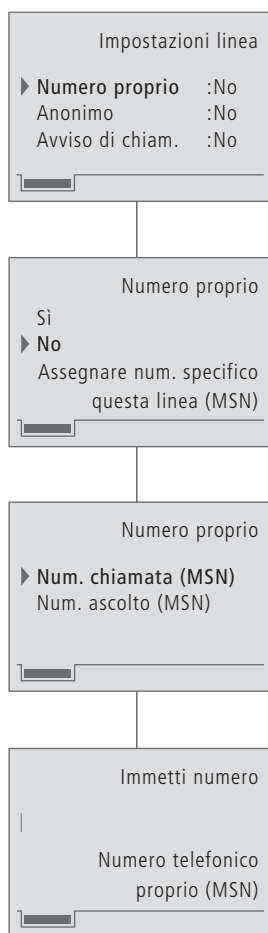 Impostazioni linea
Numero proprio :No
Anonimo :No
Avviso di chiam. :No
Numero proprio
Sì
No
Assegnare num. specifico
questa linea (MSN)
Numero proprio
Num. chiamata (MSN)
Num. ascolto (MSN)
Immetti numero
Numero telefonico
proprio (MSN)